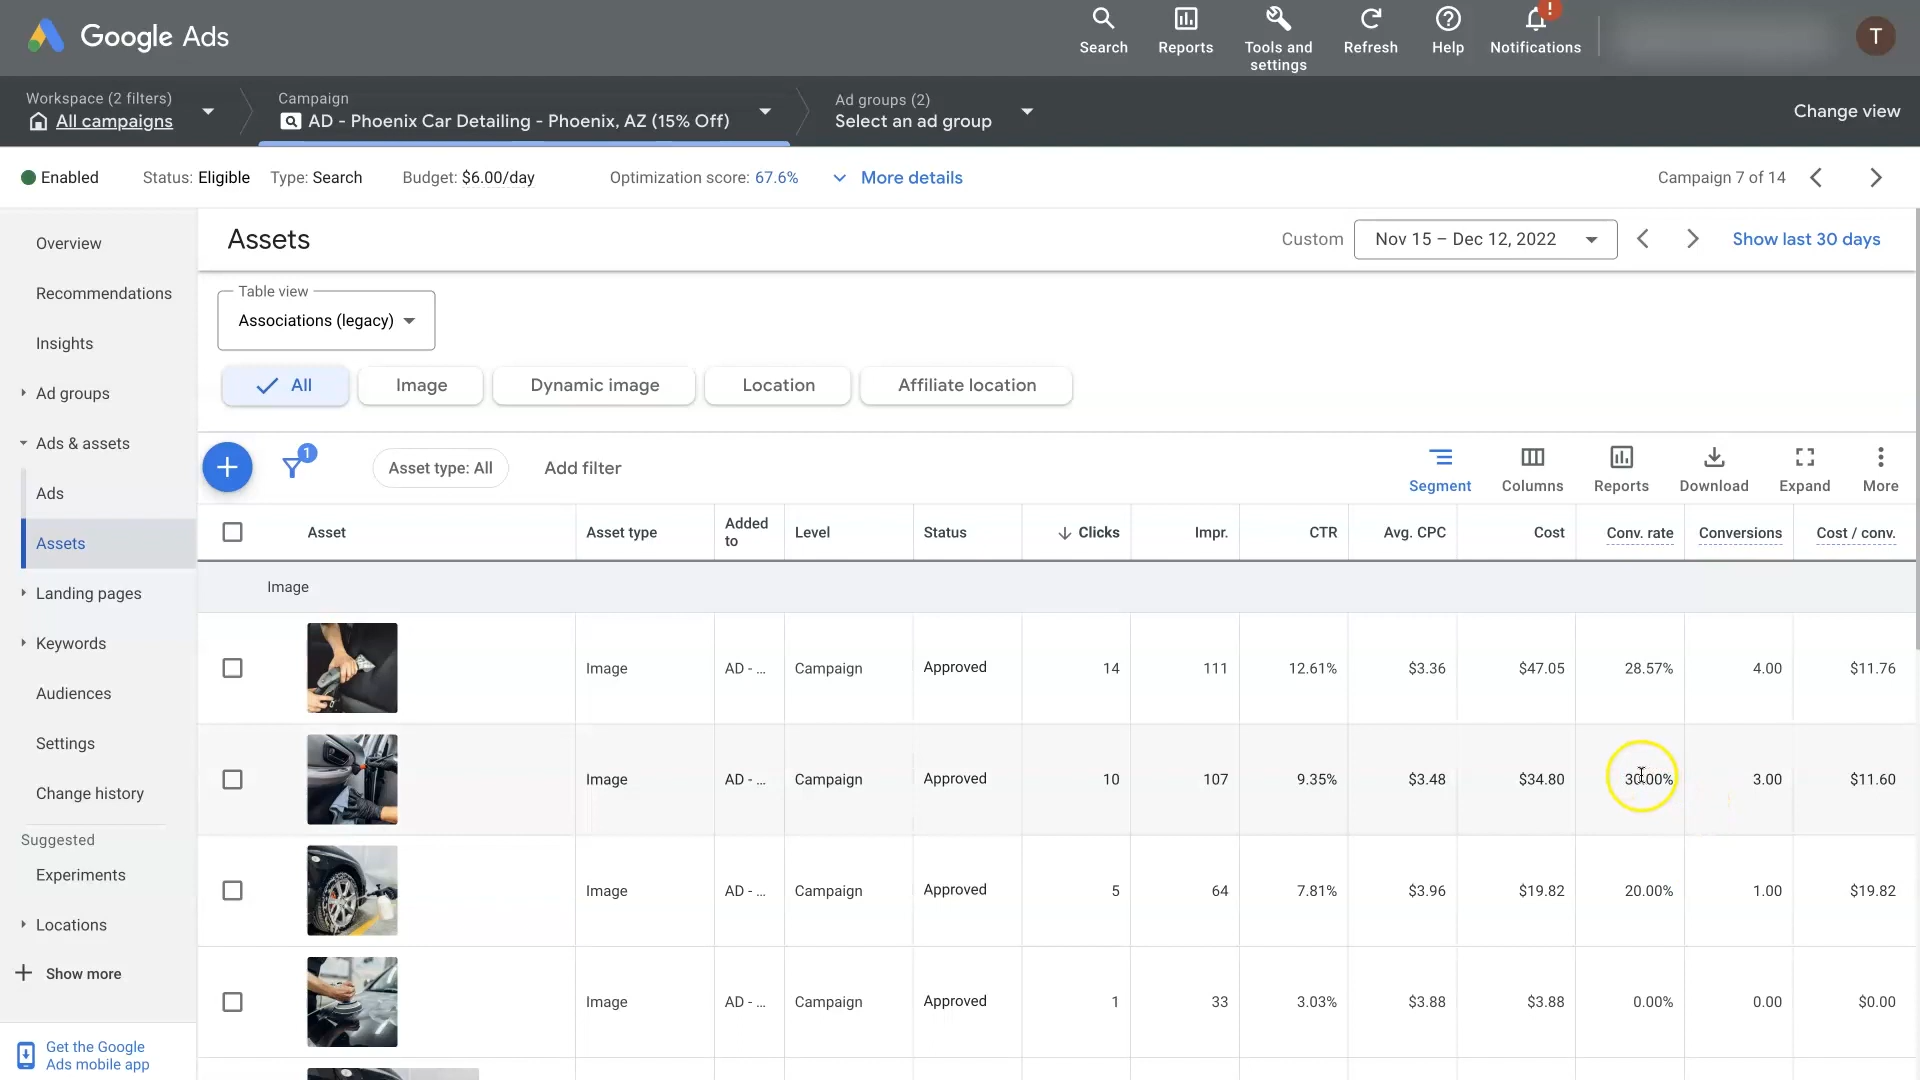 Google Ads
Search
Reports
Tools and
settings
Refresh
Help
!
Notifications
T
Workspace (2 filters)
All campaigns
Campaign
AD - Phoenix Car Detailing - Phoenix, AZ (15% Off)
Ad groups (2)
Select an ad group
Change view
Enabled
Status: Eligible
Type: Search
Budget: $6.00/day
Optimization score: 67.6%
More details
Campaign 7 of 14
Overview
Recommendations
Insights
Ad groups
Ads & assets
Ads
Assets
Landing pages
Keywords
Audiences
Settings
Change history
Suggested
Experiments
Locations
Show more
Get the Google
Ads mobile app
Assets
Custom
Nov 15 – Dec 12, 2022
Show last 30 days
Table view
Associations (legacy)
All
Image
Dynamic image
Location
Affiliate location
1
Asset type: All
Add filter
Segment
Columns
Reports
Download
Expand
More
Asset Asset type Added to Level Status Clicks Impr. CTR Avg. CPC Cost Conv. rate Conversions Cost / conv.
Image
Image AD - ... Campaign Approved 14 111 12.61% $3.36 $47.05 28.57% 4.00 $11.76
Image AD - ... Campaign Approved 10 107 9.35% $3.48 $34.80 30.00% 3.00 $11.60
Image AD - ... Campaign Approved 5 64 7.81% $3.96 $19.82 20.00% 1.00 $19.82
Image AD - ... Campaign Approved 1 33 3.03% $3.88 $3.88 0.00% 0.00 $0.00